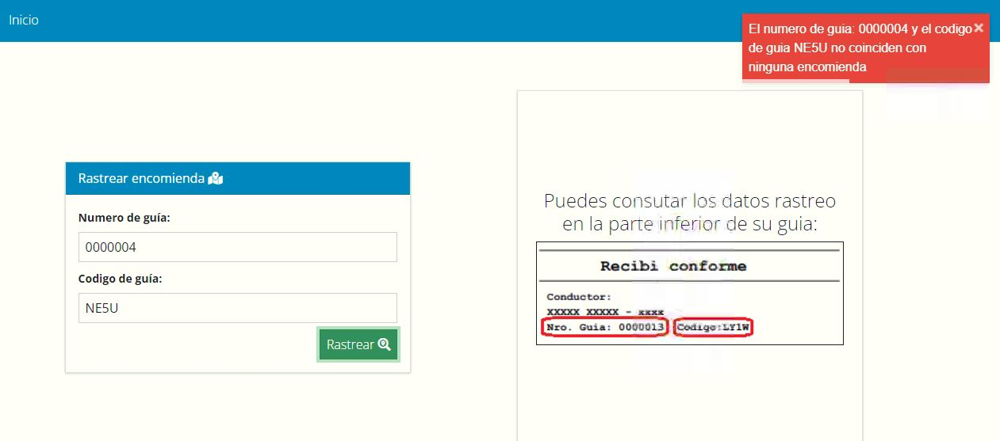 Inicio
El numero de guia: 0000004 y el codigo
de guia NE5U no coinciden con
ninguna encomienda
Rastrear encomienda
Numero de guía:
0000004
Codigo de guía:
NE5U
Rastrear
Puedes consutar los datos rastreo
en la parte inferior de su guia:
Recibi conforme
Conductor:
XXXXX XXXXX - xxxx
Nro. Guia: 0000013 Codigo:LY1W